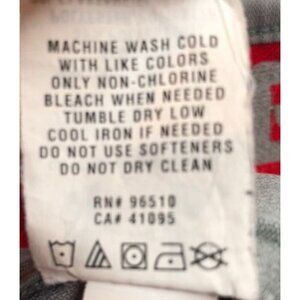 MACHINE WASH COLD
WITH LIKE COLORS
ONLY NON-CHLORINE
BLEACH WHEN NEEDED
TUMBLE DRY LOW
COOL IRON IF NEEDED
DO NOT USE SOFTENERS
DO NOT DRY CLEAN
RN# 96510
CA# 41095